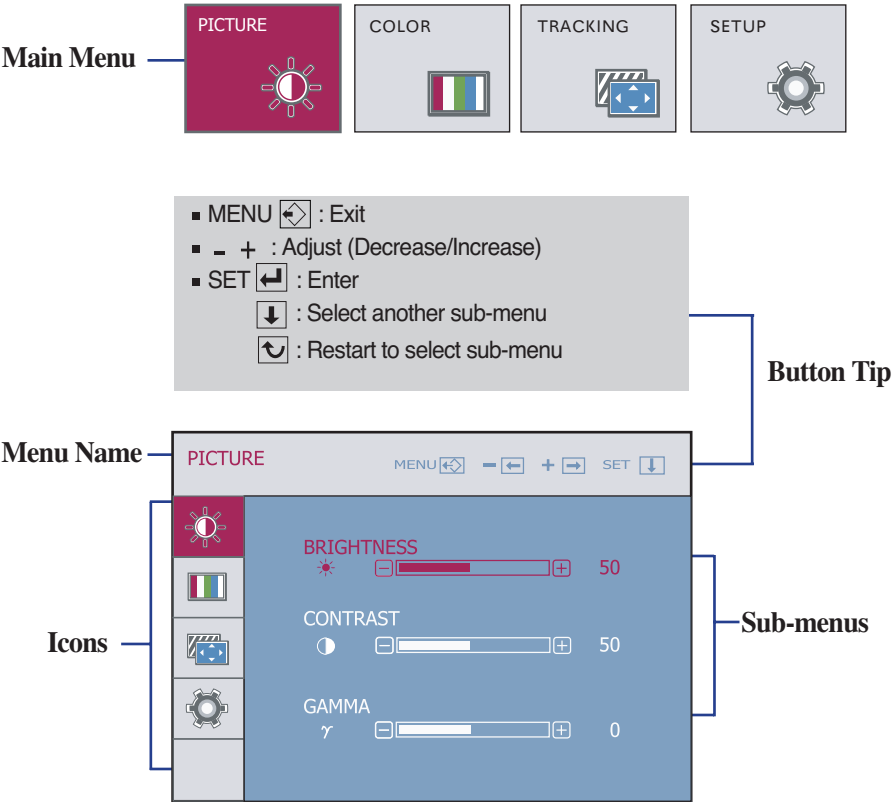 PICTURE COLOR TRACKING SETUP
Main Menu
MENU : Exit
- + : Adjust (Decrease/Increase)
SET : Enter
: Select another sub-menu
: Restart to select sub-menu
Button Tip
Menu Name
PICTURE MENU - + SET
BRIGHTNESS
50
CONTRAST
50
Sub-menus
Icons
GAMMA
γ 0